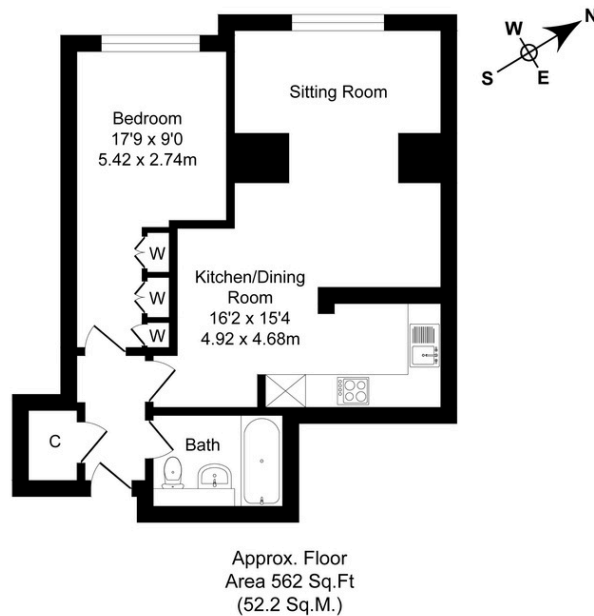 N
W
S
E
Sitting Room
Bedroom
17'9 x 9'0
5.42 x 2.74m
W
W
W
Kitchen/Dining
Room
16'2 x 15'4
4.92 x 4.68m
C
Bath
Approx. Floor
Area 562 Sq.Ft
(52.2 Sq.M.)